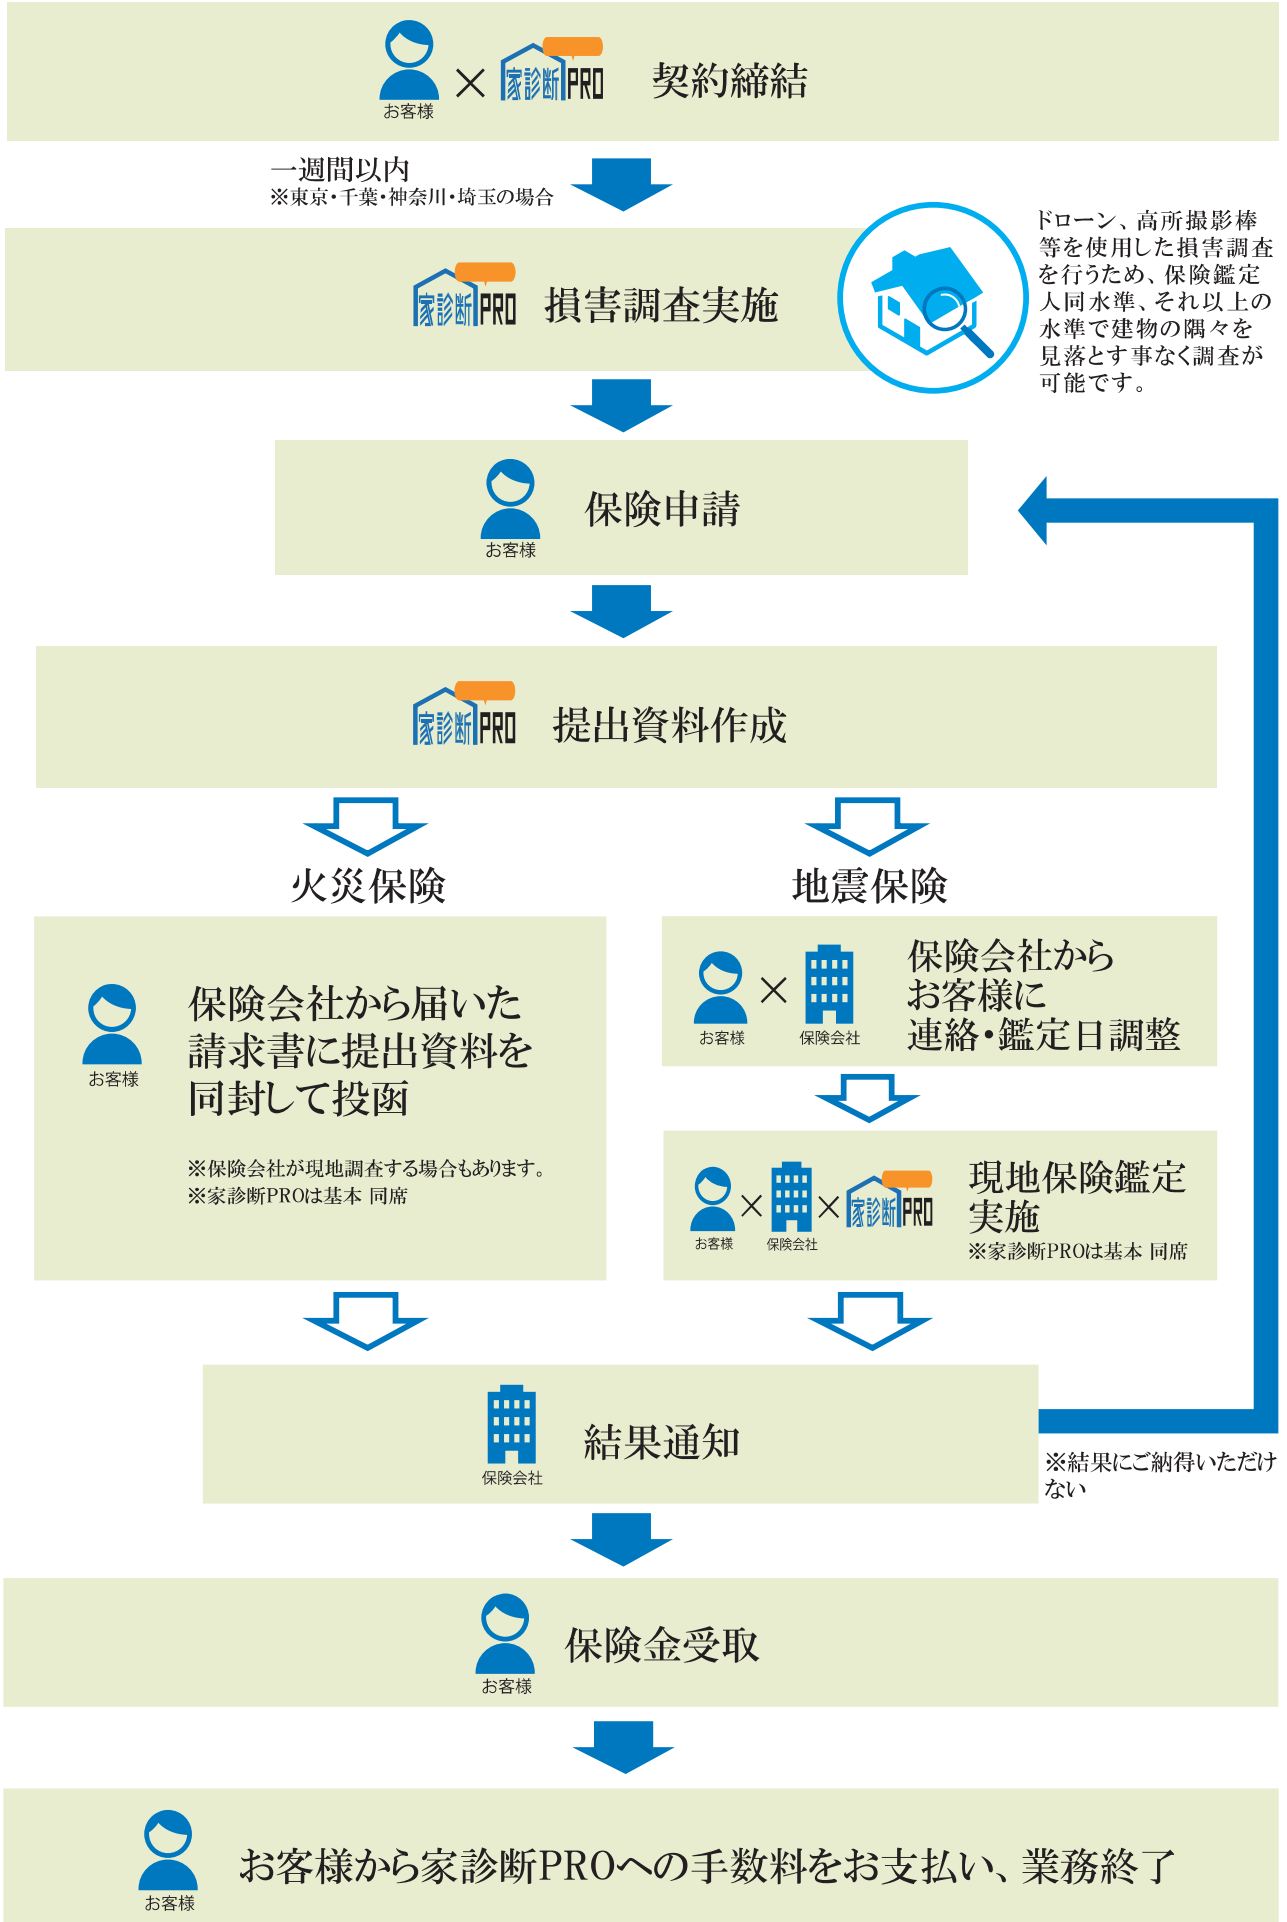 お客様
×
家診断PRO
契約締結
一週間以内
※東京・千葉・神奈川・埼玉の場合
家診断PRO
損害調査実施
ドローン、高所撮影棒
等を使用した損害調査
を行うため、保険鑑定
人同水準、それ以上の
水準で建物の隅々を
見落とす事なく調査が
可能です。
お客様
保険申請
家診断PRO
提出資料作成
火災保険
お客様
保険会社から届いた
請求書に提出資料を
同封して投函
※保険会社が現地調査する場合もあります。
※家診断PROは基本 同席
地震保険
お客様
×
保険会社
保険会社から
お客様に
連絡・鑑定日調整
お客様
×
保険会社
×
家診断PRO
現地保険鑑定
実施
※家診断PROは基本 同席
保険会社
結果通知
※結果にご納得いただけ
ない
お客様
保険金受取
お客様
お客様から家診断PROへの手数料をお支払い、業務終了